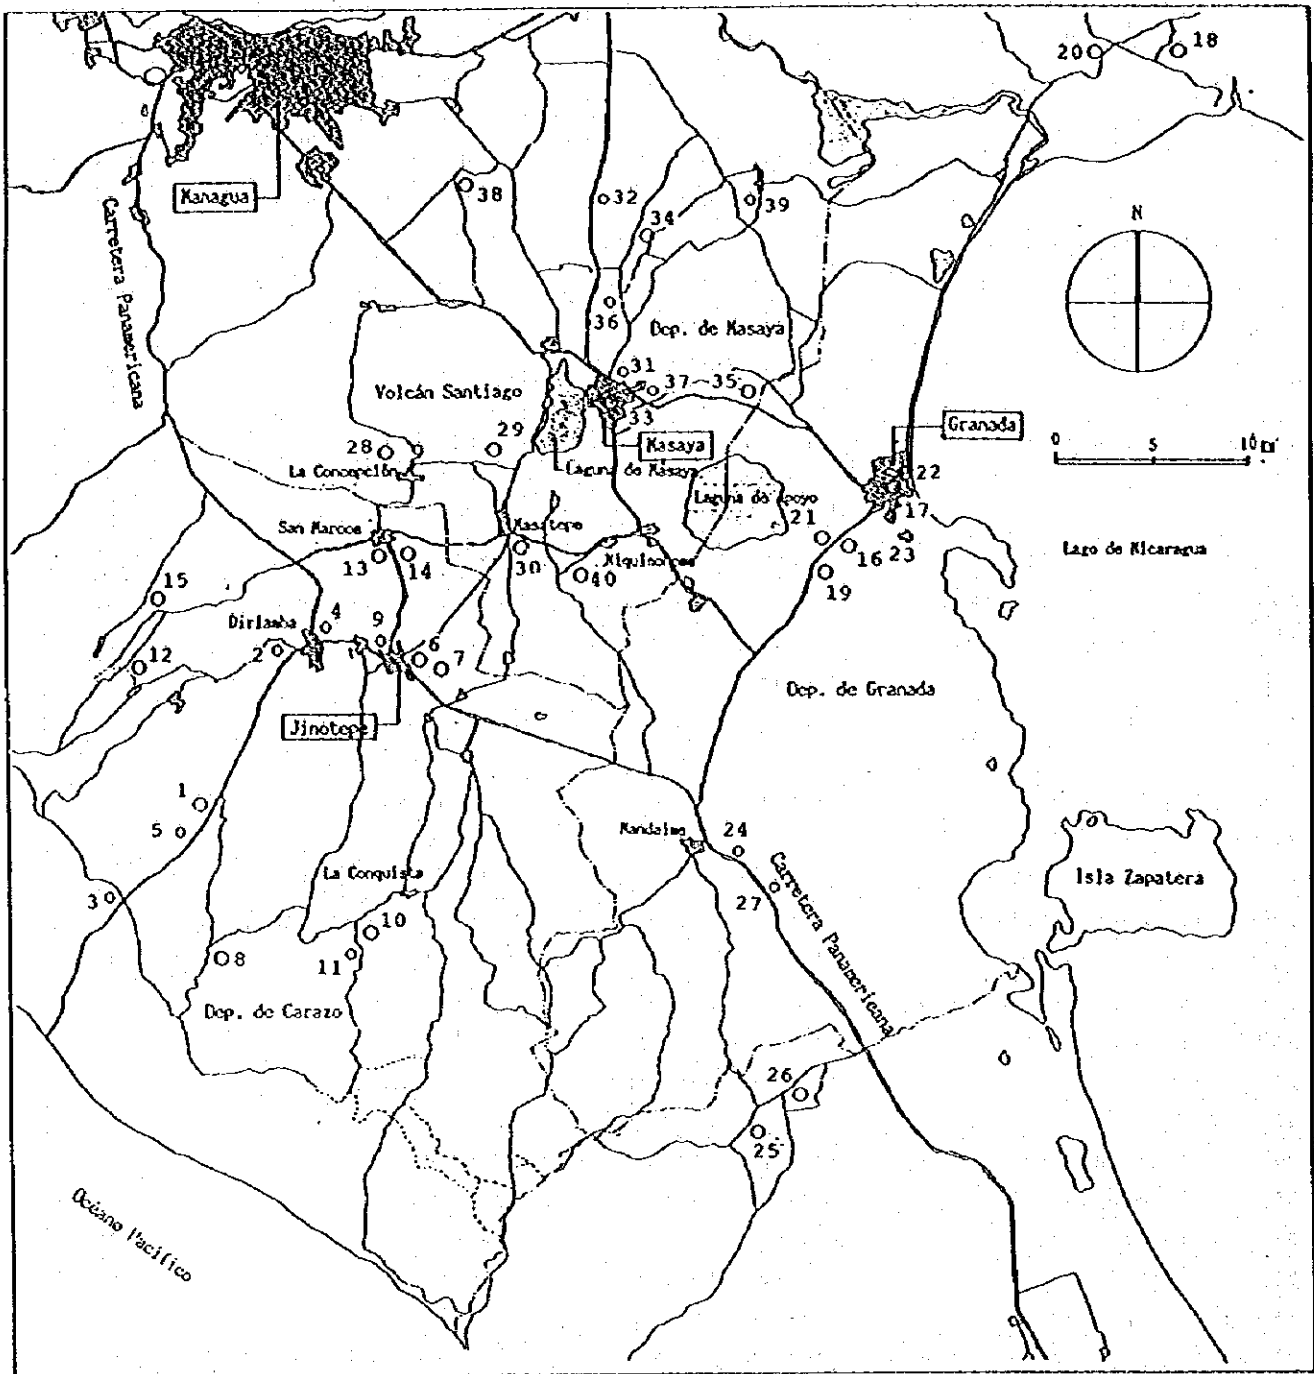 20
18
Managua
38
32
34
39
N
Carretera Panamericana
36
Dep. de Masaya
31
Volcán Santiago
37
35
33
Granada
28
29
Masaya
0
5
10
La Concepción
Laguna de Masaya
22
Laguna de Apoyo
17
21
San Marcos
Masatepe
23
Lago de Nicaragua
13
14
30
Niquinohomo
16
40
19
15
Diriamba
4
9
12
2
6
7
Dep. de Granada
Jinotepe
1
5
Nandaime
24
La Conquista
Carretera Panamericana
Isla Zapatera
3
27
10
8
11
Dep. de Carazo
26
25
Océano Pacífico